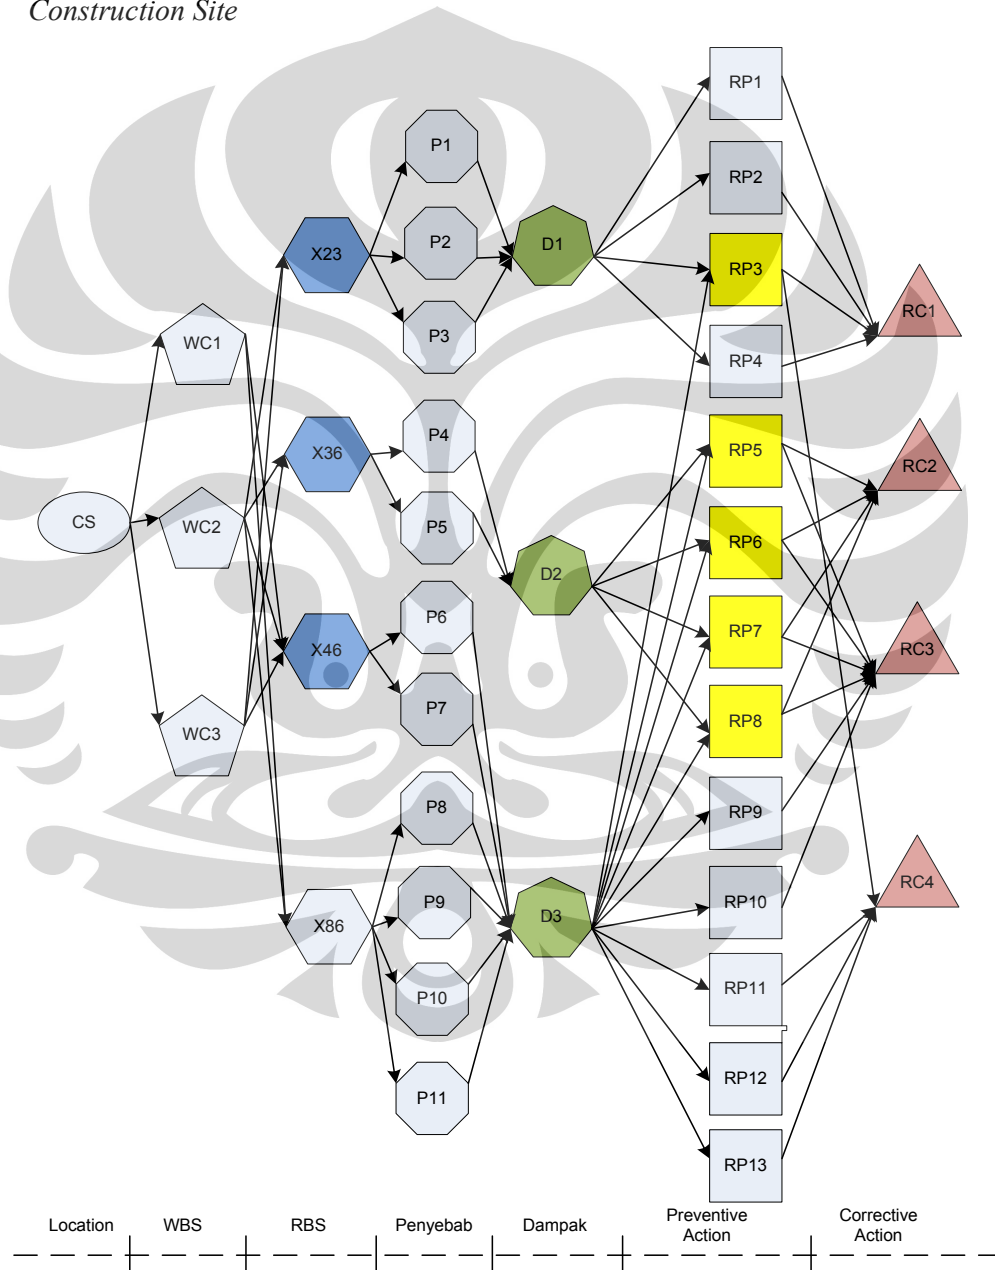 Construction Site
RP1
P1
RP2
P2
D1
X23
RP3
RC1
P3
WC1
RP4
P4
X36
RP5
RC2
CS
WC2
P5
RP6
D2
P6
RP7
X46
RC3
P7
RP8
WC3
P8
RP9
RC4
P9
RP10
D3
X86
P10
RP11
RP12
P11
RP13
Location
WBS
RBS
Penyebab
Dampak
Preventive
Action
Corrective
Action